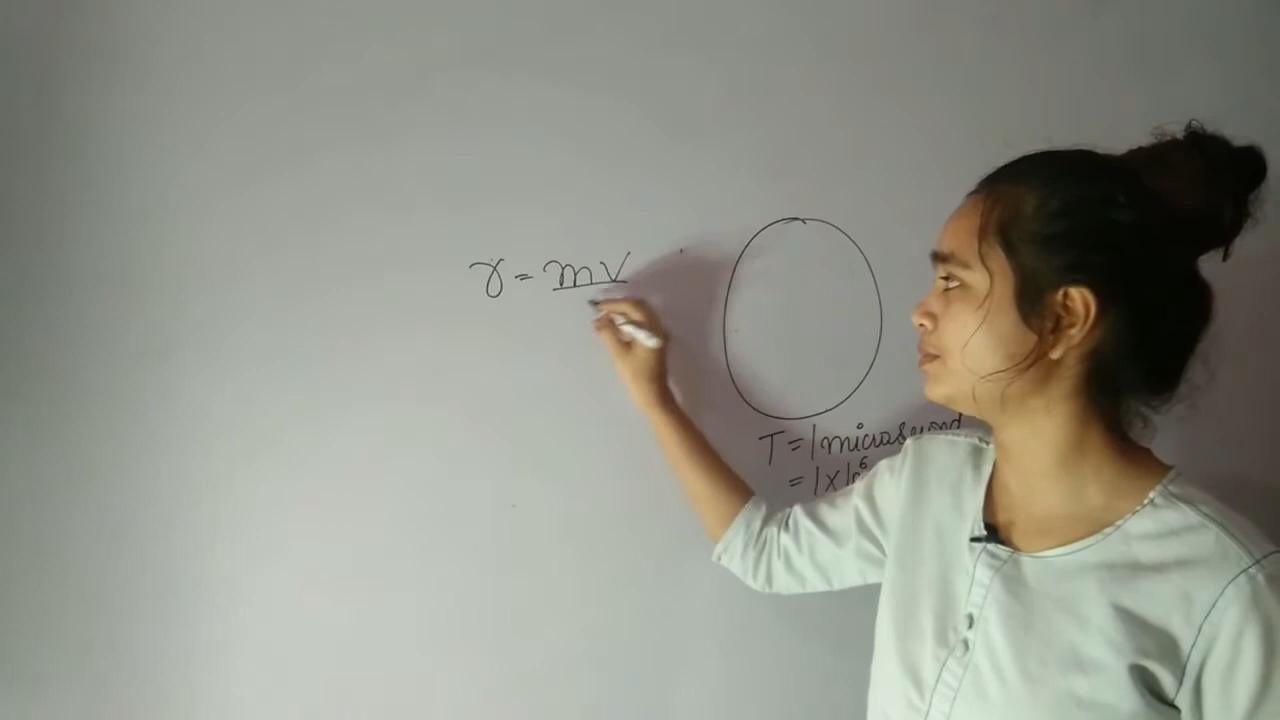 r = mV
T = 1 microsecond
= 1 X 10